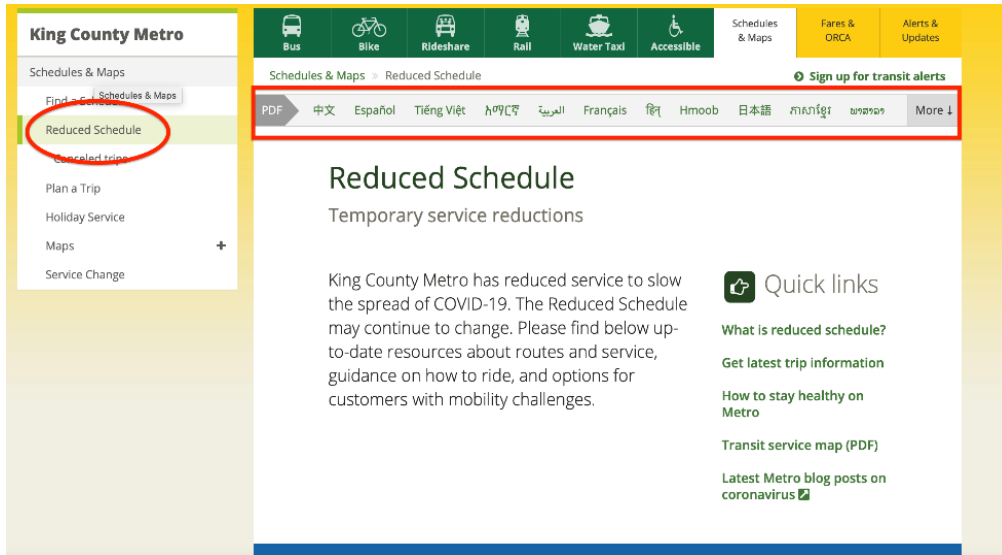 King County Metro
Bus
Bike
Rideshare
Rail
Water Taxi
Accessible
Schedules
& Maps
Fares &
ORCA
Alerts &
Updates
Schedules & Maps
Find a
Schedules & Maps
Reduced Schedule
Canceled trips
Plan a Trip
Holiday Service
Maps +
Service Change
Schedules & Maps » Reduced Schedule
Sign up for transit alerts
PDF 中文 Español Tiếng Việt አማርኛ العربية Français हिन् Hmoob 日本語 ភាសាខ្មែរ ພາສາລາວ More ↓
Reduced Schedule
Temporary service reductions
King County Metro has reduced service to slow
the spread of COVID-19. The Reduced Schedule
may continue to change. Please find below up-
to-date resources about routes and service,
guidance on how to ride, and options for
customers with mobility challenges.
Quick links
What is reduced schedule?
Get latest trip information
How to stay healthy on
Metro
Transit service map (PDF)
Latest Metro blog posts on
coronavirus